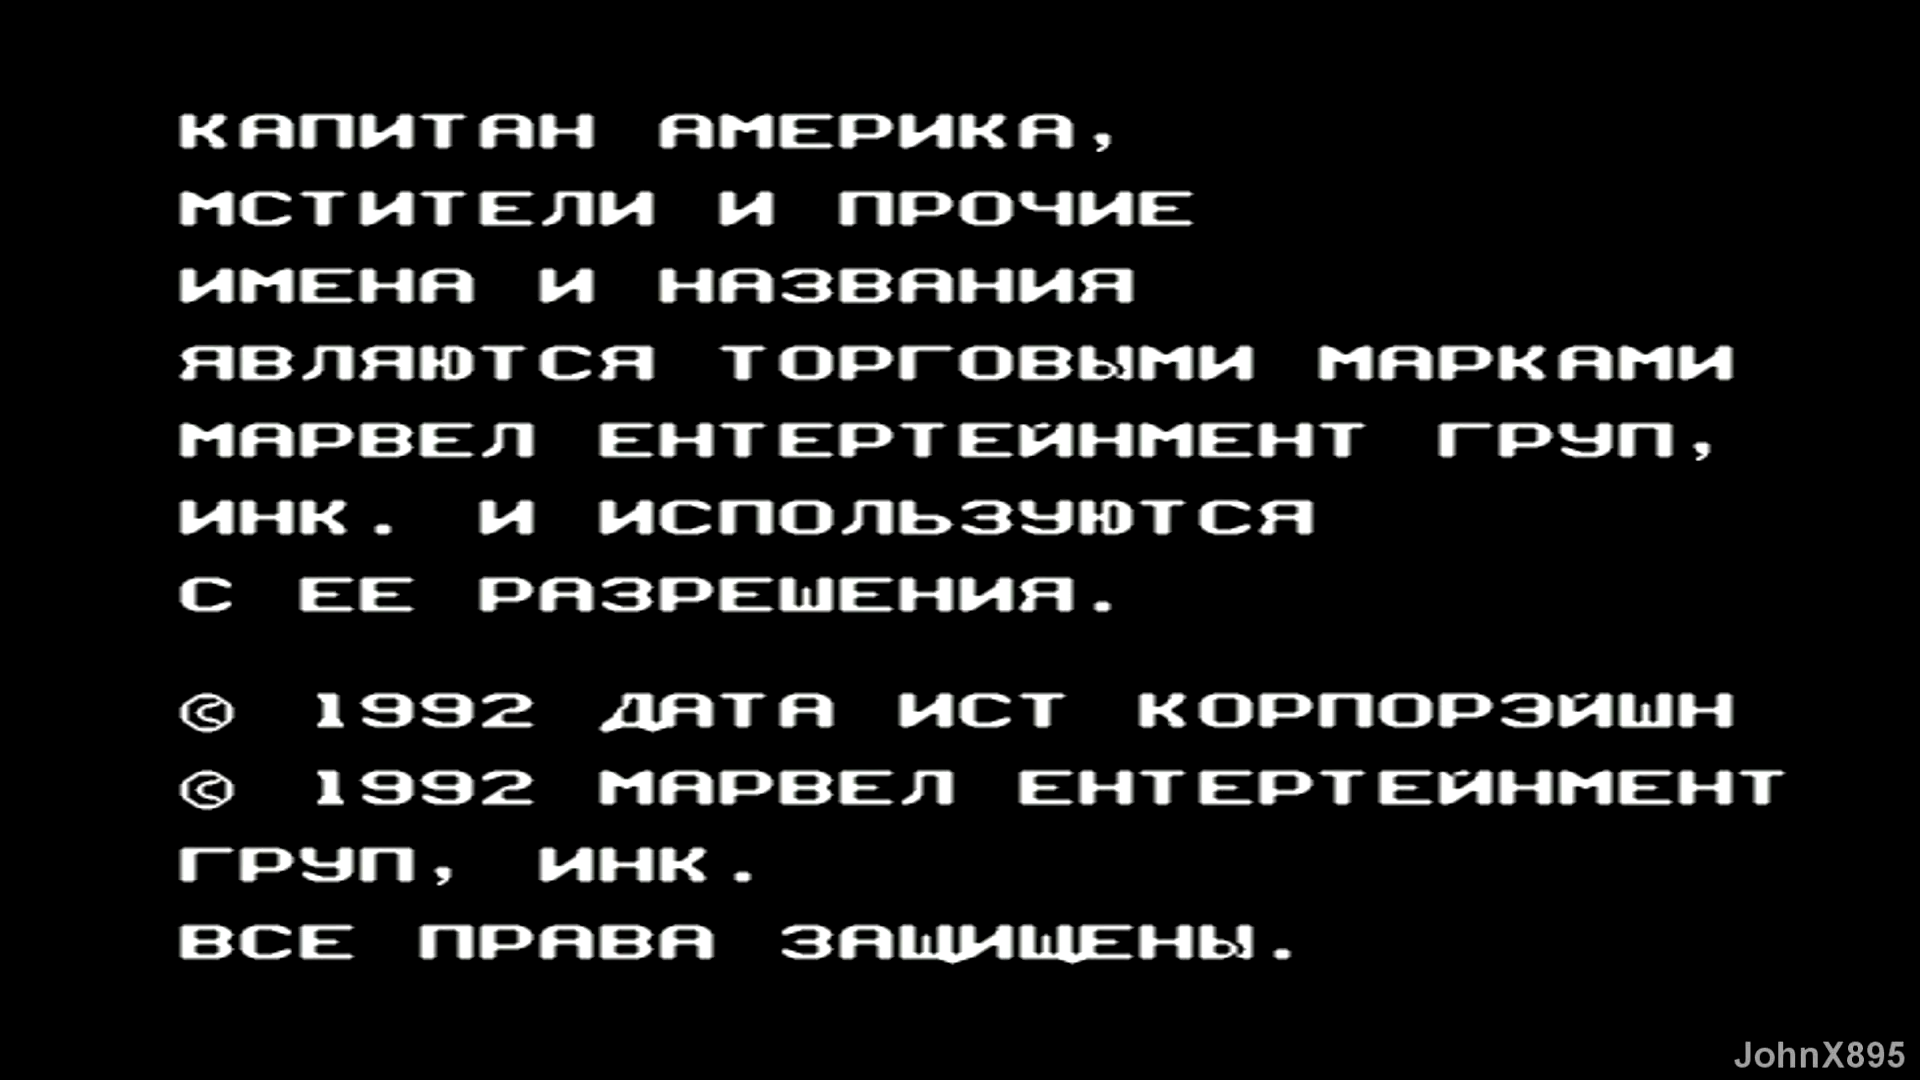 КАПИТАН АМЕРИКА,
МСТИТЕЛИ И ПРОЧИЕ
ИМЕНА И НАЗВАНИЯ
ЯВЛЯЮТСЯ ТОРГОВЫМИ МАРКАМИ
МАРВЕЛ ЕНТЕРТЕЙНМЕНТ ГРУП,
ИНК. И ИСПОЛЬЗУЮТСЯ
С ЕЕ РАЗРЕШЕНИЯ.
© 1992 ДАТА ИСТ КОРПОРЭЙШН
© 1992 МАРВЕЛ ЕНТЕРТЕЙНМЕНТ
ГРУП, ИНК.
ВСЕ ПРАВА ЗАЩИЩЕНЫ.
JohnX895